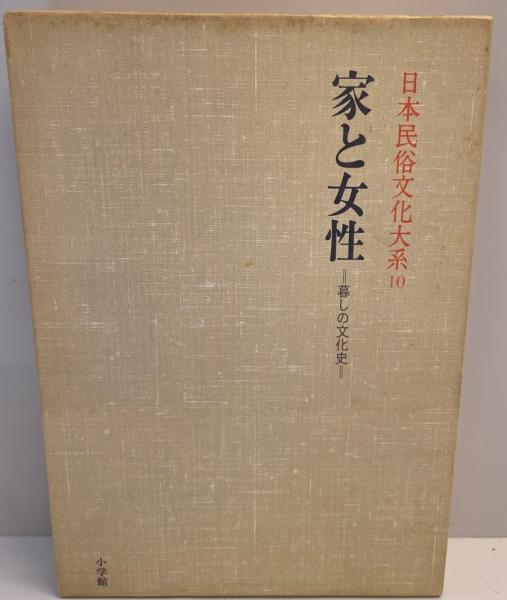 日本民俗文化大系10
家と女性
=暮しの文化史=
小学館